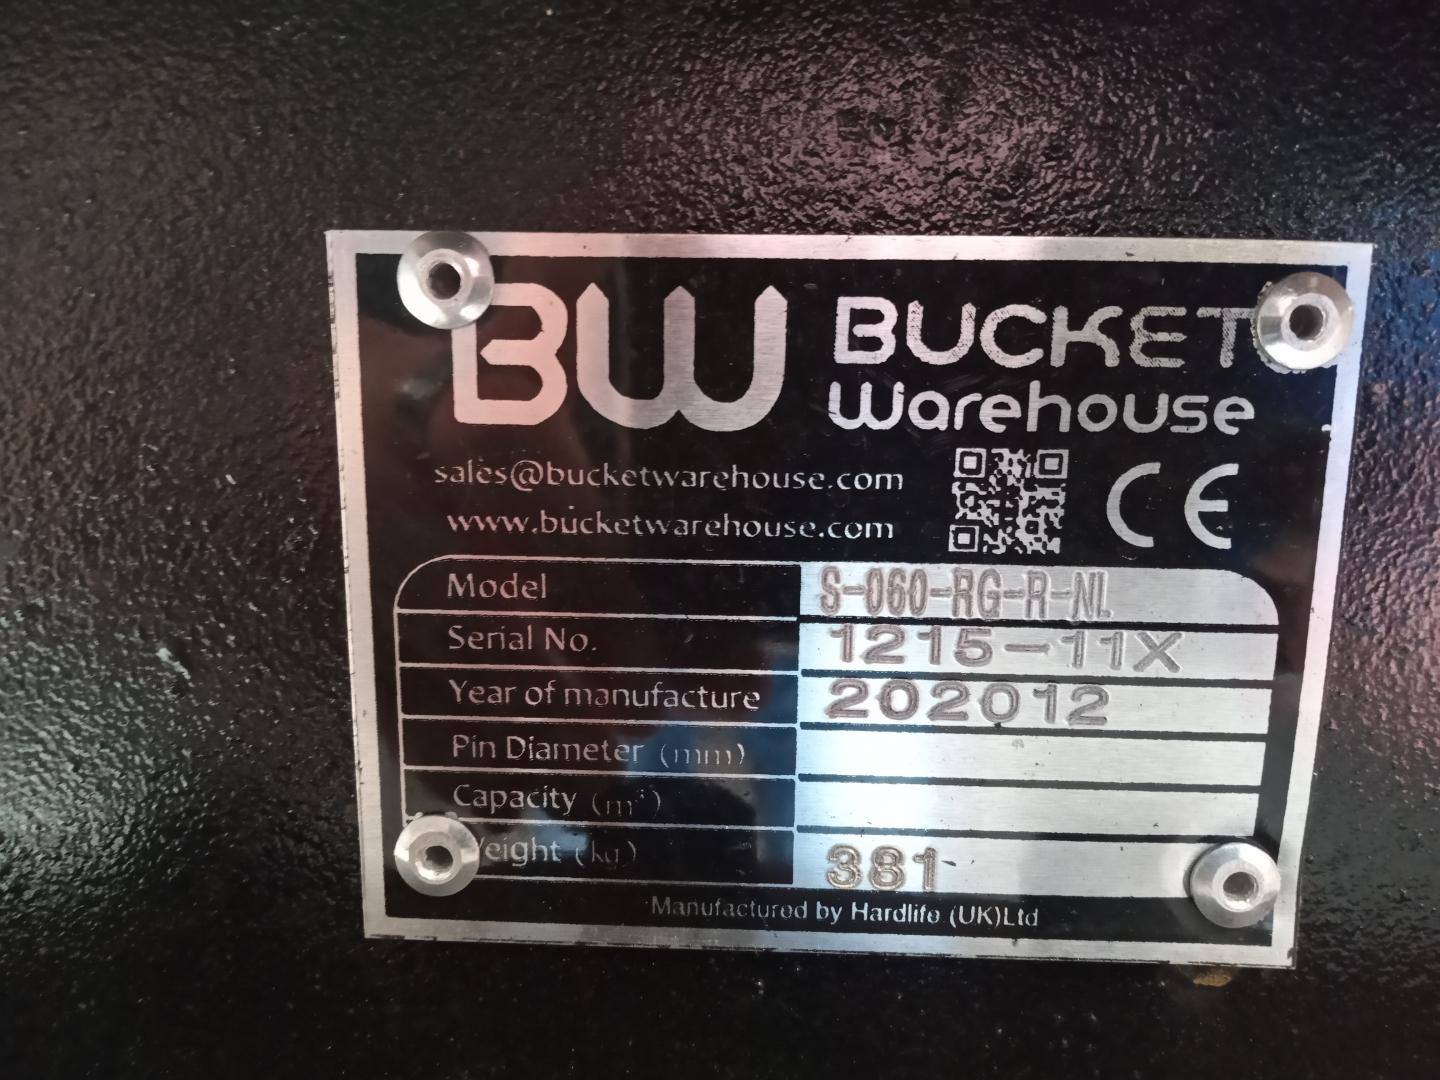 BW BUCKET
Warehouse
sales@bucketwarehouse.com
www.bucketwarehouse.com
CE
Model S-060-RG-R-NL
Serial No. 1215-11X
Year of manufacture 202012
Pin Diameter (mm)
Capacity (m³)
Weight (kg) 381
Manufactured by Hardlife (UK)Ltd